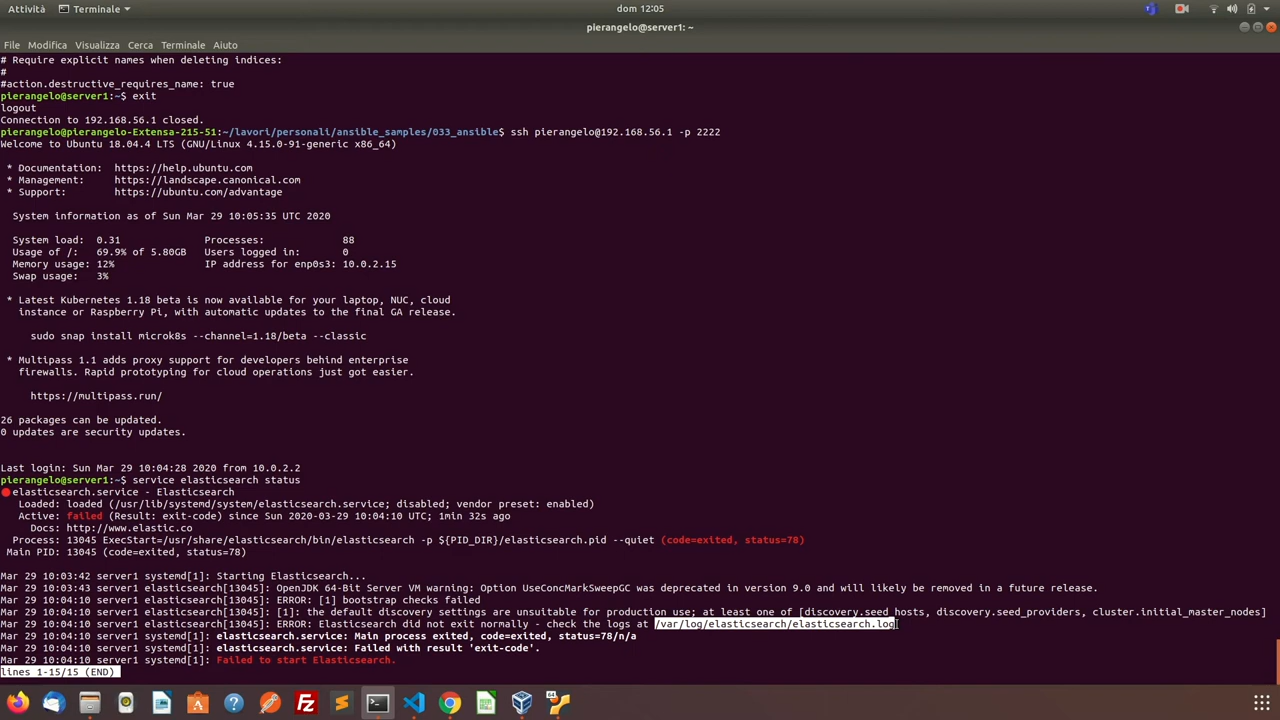 Attività
Terminale
dom 12:05
pierangelo@server1: ~
File Modifica Visualizza Cerca Terminale Aiuto
# Require explicit names when deleting indices:
#
#action.destructive_requires_name: true
pierangelo@server1:~$ exit
logout
Connection to 192.168.56.1 closed.
pierangelo@pierangelo-Extensa-215-51:~/lavori/personali/ansible_samples/033_ansible$ ssh pierangelo@192.168.56.1 -p 2222
Welcome to Ubuntu 18.04.4 LTS (GNU/Linux 4.15.0-91-generic x86_64)
* Documentation: https://help.ubuntu.com
* Management: https://landscape.canonical.com
* Support: https://ubuntu.com/advantage
System information as of Sun Mar 29 10:05:35 UTC 2020
System load: 0.31 Processes: 88
Usage of /: 69.9% of 5.80GB Users logged in: 0
Memory usage: 12% IP address for enp0s3: 10.0.2.15
Swap usage: 3%
* Latest Kubernetes 1.18 beta is now available for your laptop, NUC, cloud
instance or Raspberry Pi, with automatic updates to the final GA release.
sudo snap install microk8s --channel=1.18/beta --classic
* Multipass 1.1 adds proxy support for developers behind enterprise
firewalls. Rapid prototyping for cloud operations just got easier.
https://multipass.run/
26 packages can be updated.
0 updates are security updates.
Last login: Sun Mar 29 10:04:28 2020 from 10.0.2.2
pierangelo@server1:~$ service elasticsearch status
elasticsearch.service - Elasticsearch
Loaded: loaded (/usr/lib/systemd/system/elasticsearch.service; disabled; vendor preset: enabled)
Active: failed (Result: exit-code) since Sun 2020-03-29 10:04:10 UTC; 1min 32s ago
Docs: http://www.elastic.co
Process: 13045 ExecStart=/usr/share/elasticsearch/bin/elasticsearch -p ${PID_DIR}/elasticsearch.pid --quiet (code=exited, status=78)
Main PID: 13045 (code=exited, status=78)
Mar 29 10:03:42 server1 systemd[1]: Starting Elasticsearch...
Mar 29 10:03:43 server1 elasticsearch[13045]: OpenJDK 64-Bit Server VM warning: Option UseConcMarkSweepGC was deprecated in version 9.0 and will likely be removed in a future release.
Mar 29 10:04:10 server1 elasticsearch[13045]: ERROR: [1] bootstrap checks failed
Mar 29 10:04:10 server1 elasticsearch[13045]: [1]: the default discovery settings are unsuitable for production use; at least one of [discovery.seed_hosts, discovery.seed_providers, cluster.initial_master_nodes]
Mar 29 10:04:10 server1 elasticsearch[13045]: ERROR: Elasticsearch did not exit normally - check the logs at /var/log/elasticsearch/elasticsearch.log
Mar 29 10:04:10 server1 systemd[1]: elasticsearch.service: Main process exited, code=exited, status=78/n/a
Mar 29 10:04:10 server1 systemd[1]: elasticsearch.service: Failed with result 'exit-code'.
Mar 29 10:04:10 server1 systemd[1]: Failed to start Elasticsearch.
lines 1-15/15 (END)
64